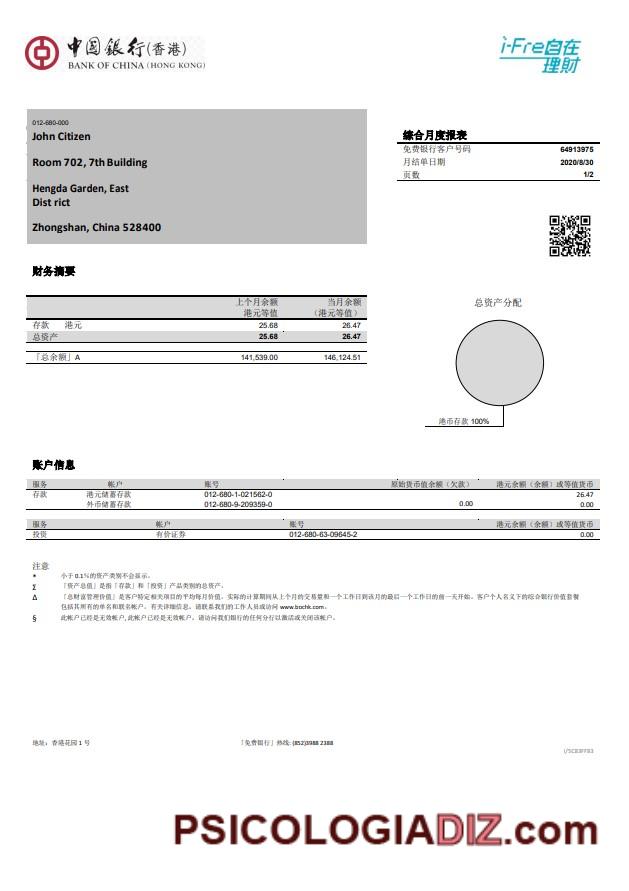 中國銀行(香港)
BANK OF CHINA (HONG KONG)
i-Free自在
理財
012-680-000
John Citizen
Room 702, 7th Building
Hengda Garden, East
Dist rict
Zhongshan, China 528400
综合月度报表
免费银行客户号码 64913975
月结单日期 2020/8/30
页数 1/2
财务摘要
上个月余额 当月余额
港元等值 （港元等值）
存款 港元 25.68 26.47
总资产 25.68 26.47
「总余额」A 141,539.00 146,124.51
总资产分配
港币存款 100%
账户信息
服务 帐户 账号 原始货币值余额（欠款） 港元余额（余额）或等值货币
存款 港元储蓄存款 012-680-1-021562-0 26.47
外币储蓄存款 012-680-9-209359-0 0.00 0.00
服务 帐户 账号 港元余额（余额）或等值货币
投资 有价证券 012-680-63-09645-2 0.00
注意
* 小于 0.1%的资产类别不会显示。
Σ 「资产总值」是指「存款」和「投资」产品类别的总资产。
Δ 「总财富管理价值」是客户特定相关项目的平均每月价值。实际的计算期间从上个月的交易量和一个工作日到该月的最后一个工作日的前一天开始。客户个人名义下的综合银行价值套餐
包括其所有的单名和联名帐户。有关详细信息，请联系我们的工作人员或访问 www.bochk.com。
§ 此帐户已经是无效帐户, 此帐户已经是无效户。请访问我们银行的任何分行以激活或关闭该帐户。
地址：香港花园 1 号 「免费银行」热线: (852)3988 2388
PSICOLOGIADIZ.com